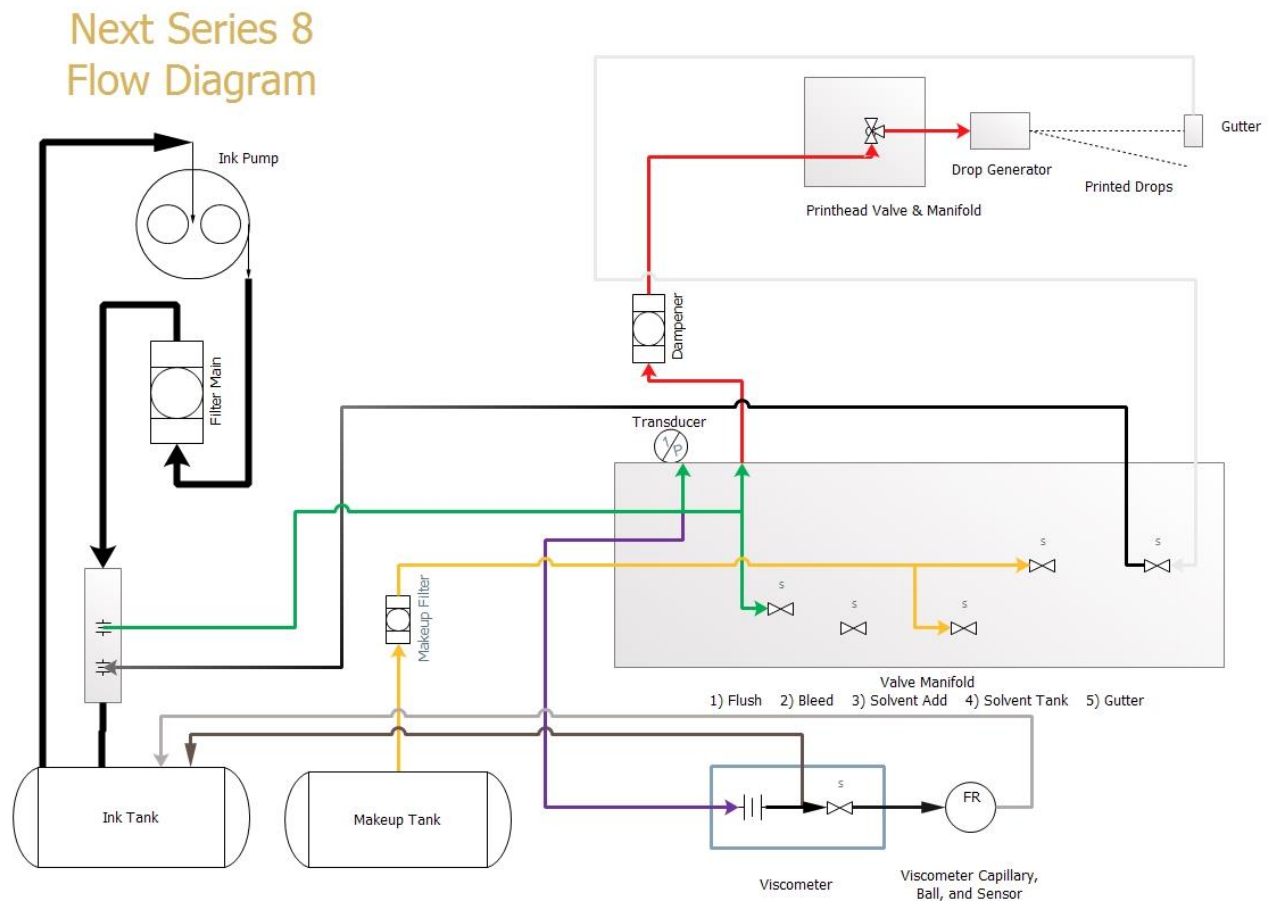 Next Series 8
Flow Diagram
Ink Pump
Gutter
Drop Generator
Printed Drops
Printhead Valve & Manifold
Dampener
Filter Main
Transducer
1/P
S
S
S
S
S
Makeup Filter
Valve Manifold
1) Flush 2) Bleed 3) Solvent Add 4) Solvent Tank 5) Gutter
Ink Tank
Makeup Tank
FR
Viscometer
Viscometer Capillary,
Ball, and Sensor